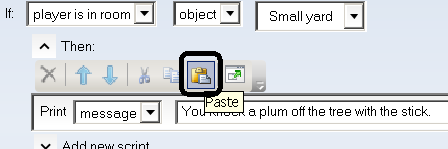 If: player is in room object Small yard
Then:
Paste
Print message You knock a plum off the tree with the stick.
Add new script